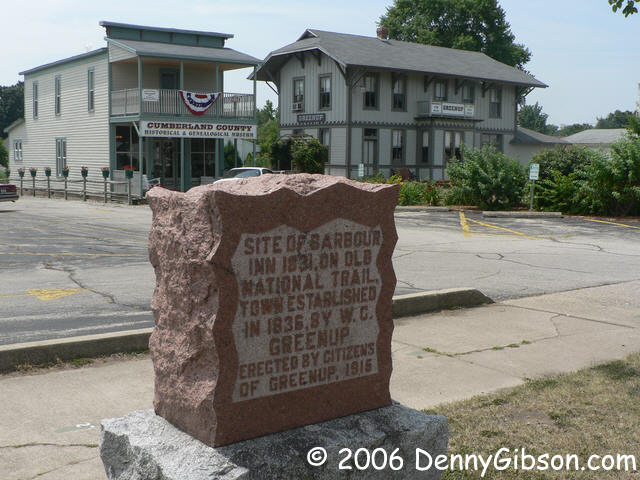 CUMBERLAND COUNTY
HISTORICAL & GENEALOGICAL MUSEUM
GREENUP
GREENUP
SITE OF BARBOUR
INN 1831, ON OLD
NATIONAL TRAIL
TOWN ESTABLISHED
IN 1836, BY W. C.
GREENUP
ERECTED BY CITIZENS
OF GREENUP, 1916
© 2006 DennyGibson.com